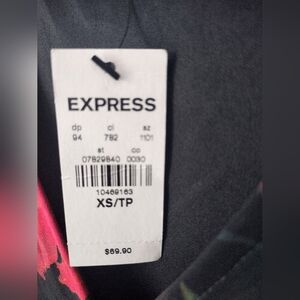 EXPRESS
dp cl sz
94 782 1101
st co
07829840 0030
10469163
XS/TP
$69.90